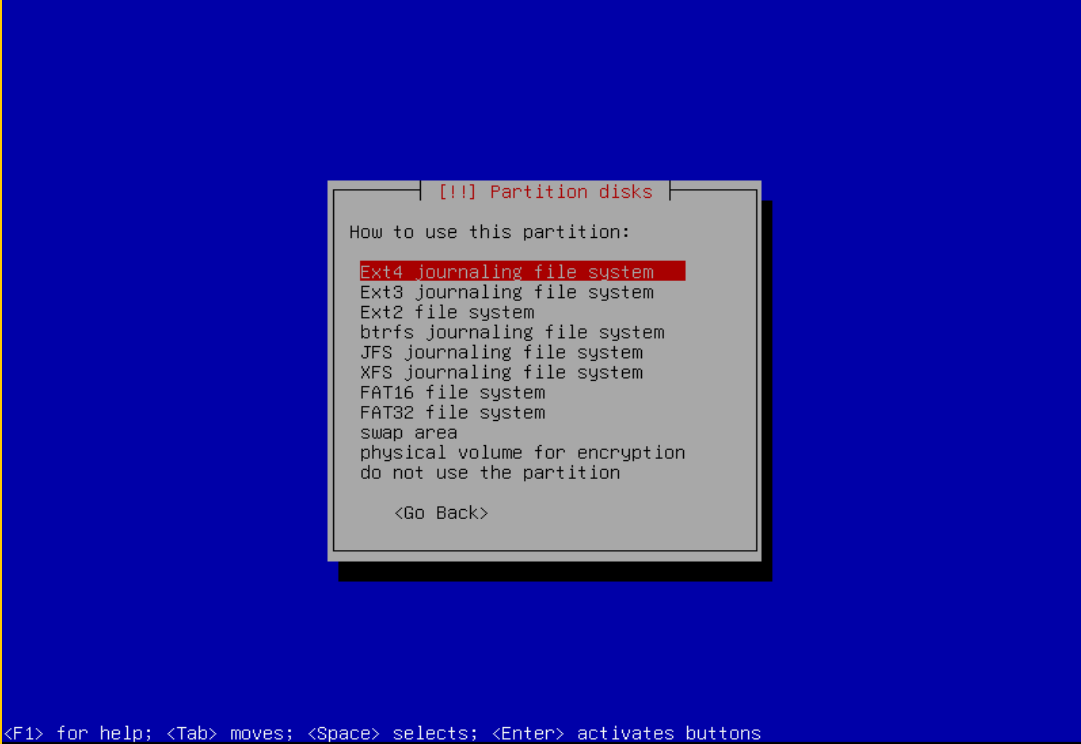 [!!] Partition disks
How to use this partition:
Ext4 journaling file system
Ext3 journaling file system
Ext2 file system
btrfs journaling file system
JFS journaling file system
XFS journaling file system
FAT16 file system
FAT32 file system
swap area
physical volume for encryption
do not use the partition
<Go Back>
<F1> for help; <Tab> moves; <Space> selects; <Enter> activates buttons